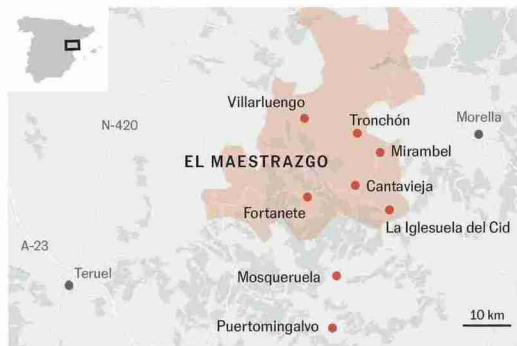 Villarluengo
Tronchón
Morella
N-420
Mirambel
EL MAESTRAZGO
Cantavieja
Fortanete
La Iglesuela del Cid
A-23
Teruel
Mosqueruela
Puertomingalvo
10 km